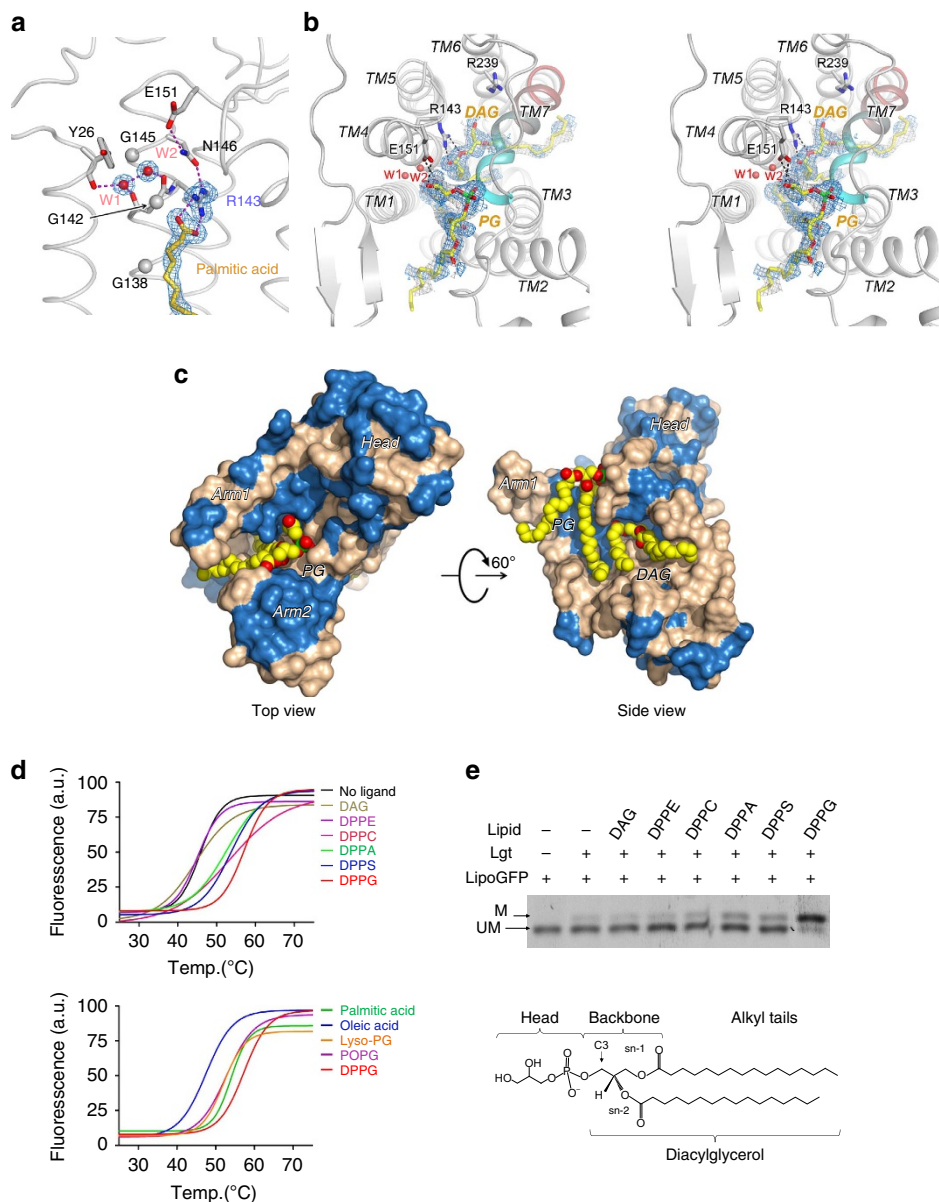 a
E151
Y26
G145
W2
N146
W1
R143
G142
G138
Palmitic acid
b
TM6
R239
TM5
R143
DAG
TM7
TM4
E151
W1
W2
TM1
TM3
PG
TM2
TM6
R239
TM5
R143
DAG
TM7
TM4
E151
W1
W2
TM1
TM3
PG
TM2
c
Head
Arm1
PG
Arm2
Top view
60°
Head
Arm1
PG
DAG
Side view
d
Fluoresscence (a.u.)
100
75
50
25
0
30 40 50 60 70
Temp.(°C)
No ligand
DAG
DPPE
DPPC
DPPA
DPPS
DPPG
Fluoresscence (a.u.)
100
75
50
25
0
30 40 50 60 70
Temp.(°C)
Palmitic acid
Oleic acid
Lyso-PG
POPG
DPPG
e
Lipid – – DAG DPPE DPPC DPPA DPPS DPPG
Lgt – + + + + + + +
LipoGFP + + + + + + + +
M
UM
Head Backbone Alkyl tails
C3
sn-1
O
O
OH
HO
O
P
O
O
O⁻
H
O
sn-2
O
Diacylglycerol